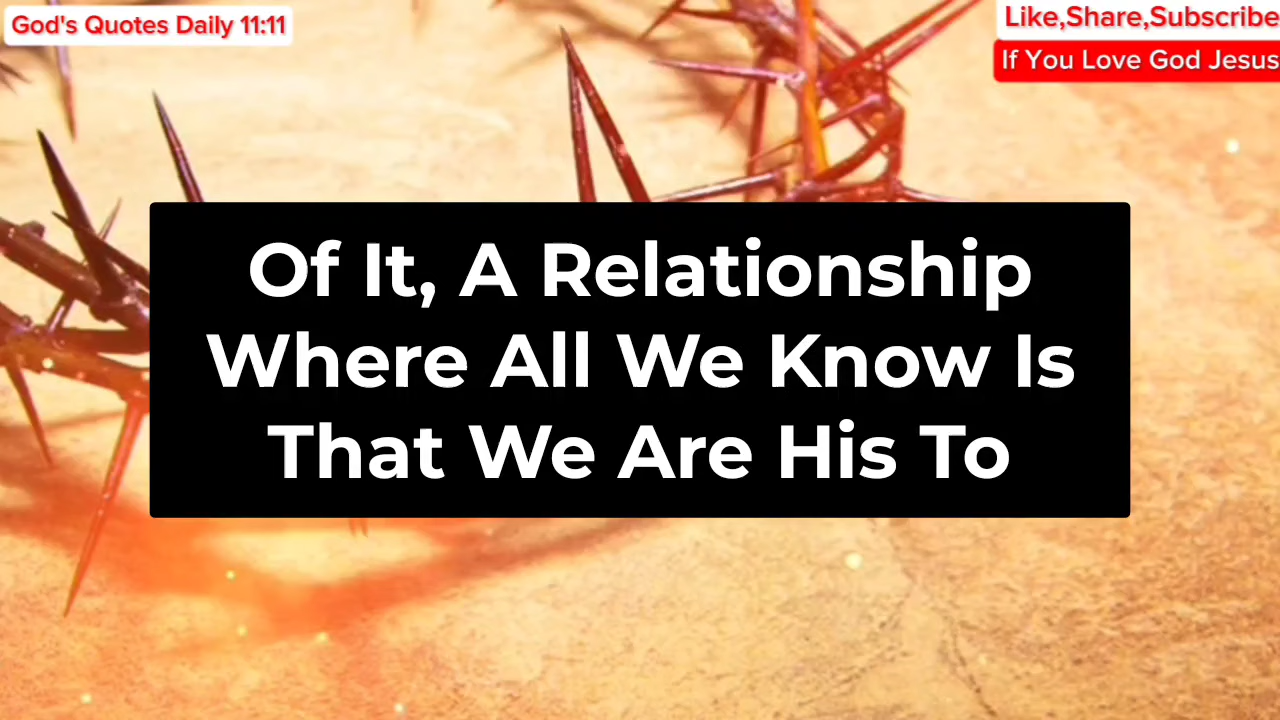 God's Quotes Daily 11:11
Like,Share,Subscribe
If You Love God Jesus
Of It, A Relationship
Where All We Know Is
That We Are His To